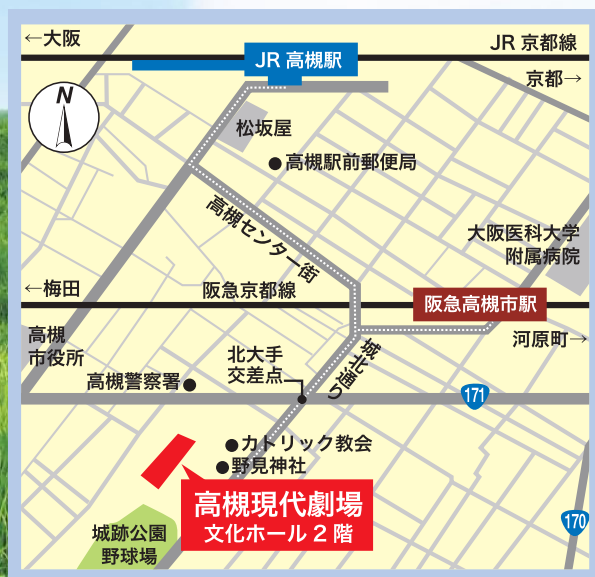 ←大阪
JR 京都線
JR 高槻駅
京都→
N
松坂屋
高槻駅前郵便局
高槻センター街
大阪医科大学
附属病院
←梅田
阪急京都線
阪急高槻市駅
河原町→
高槻
市役所
北大手
交差点
城北通り
高槻警察署
171
カトリック教会
野見神社
高槻現代劇場
文化ホール 2 階
城跡公園
野球場
170